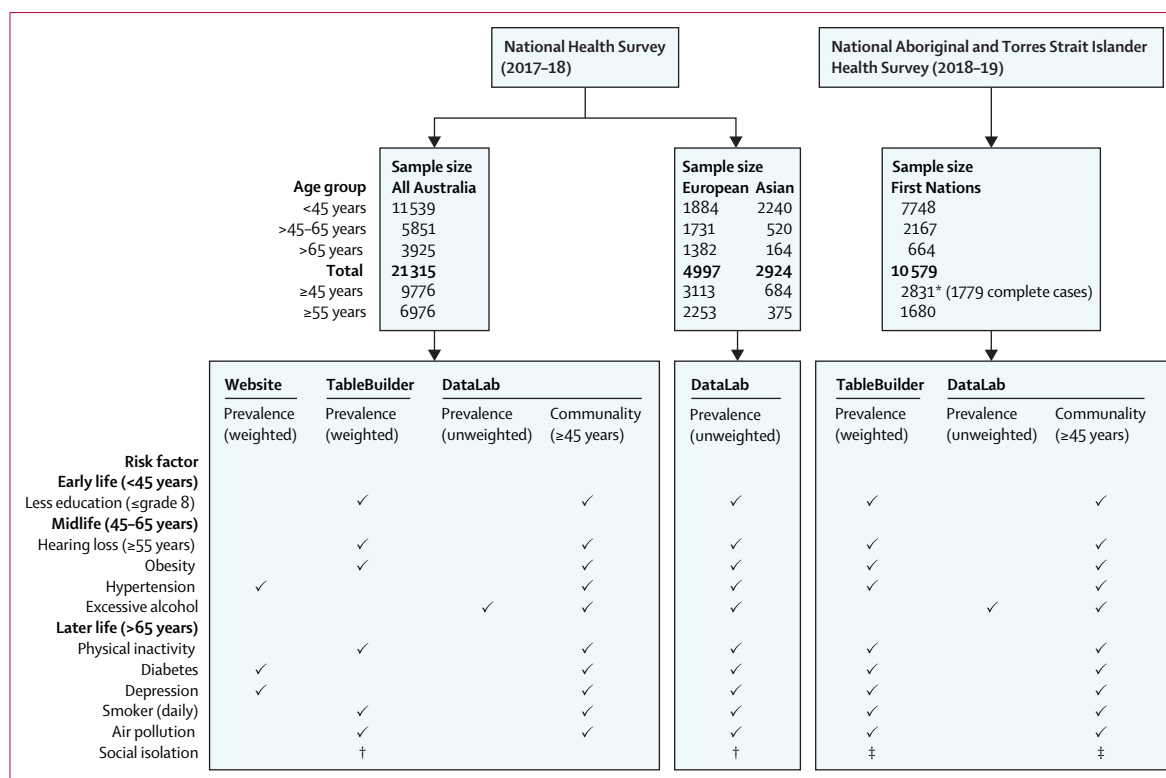 National Health Survey
(2017–18)
National Aboriginal and Torres Strait Islander
Health Survey (2018–19)
Sample size
All Australia
Sample size
European Asian
Sample size
First Nations
Age group
<45 years 11 539 1884 2240 7748
>45–65 years 5851 1731 520 2167
>65 years 3925 1382 164 664
Total 21 315 4997 2924 10 579
≥45 years 9776 3113 684 2831* (1779 complete cases)
≥55 years 6976 2253 375 1680
Website TableBuilder DataLab DataLab TableBuilder DataLab
Prevalence Prevalence Prevalence Communality Prevalence Prevalence Prevalence Communality
(weighted) (weighted) (unweighted) (≥45 years) (unweighted) (weighted) (unweighted) (≥45 years)
Risk factor
Early life (<45 years)
Less education (≤grade 8) ✓ ✓ ✓ ✓ ✓
Midlife (45–65 years)
Hearing loss (≥55 years) ✓ ✓ ✓ ✓ ✓
Obesity ✓ ✓ ✓ ✓ ✓
Hypertension ✓ ✓ ✓ ✓ ✓
Excessive alcohol ✓ ✓ ✓ ✓ ✓
Later life (>65 years)
Physical inactivity ✓ ✓ ✓ ✓ ✓
Diabetes ✓ ✓ ✓ ✓ ✓
Depression ✓ ✓ ✓ ✓ ✓
Smoker (daily) ✓ ✓ ✓ ✓ ✓
Air pollution ✓ ✓ ✓ ✓ ✓
Social isolation † † ‡ ‡